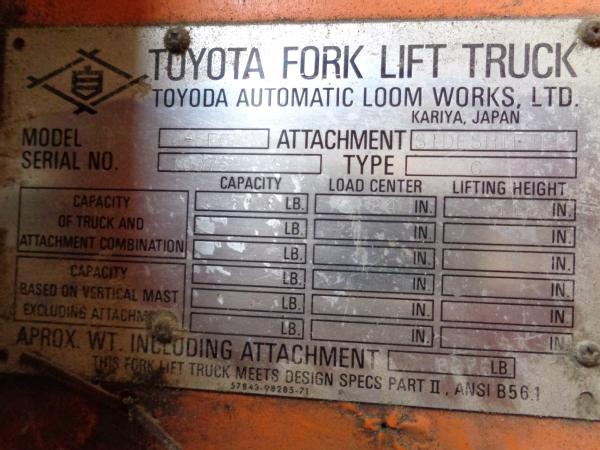 TOYOTA FORK LIFT TRUCK
TOYODA AUTOMATIC LOOM WORKS, LTD.
KARIYA, JAPAN
MODEL ATTACHMENT SIDESHIFTER
SERIAL NO. TYPE G
CAPACITY LOAD CENTER LIFTING HEIGHT
CAPACITY OF TRUCK AND ATTACHMENT COMBINATION
LB. IN. IN.
LB. IN. IN.
LB. IN. IN.
CAPACITY BASED ON VERTICAL MAST EXCLUDING
LB. IN. IN.
LB. IN. IN.
LB. IN. IN.
APROX. WT. INCLUDING ATTACHMENT LB.
THIS FORK LIFT TRUCK MEETS DESIGN SPECS PART II, ANSI B56.1
57843-98285-71